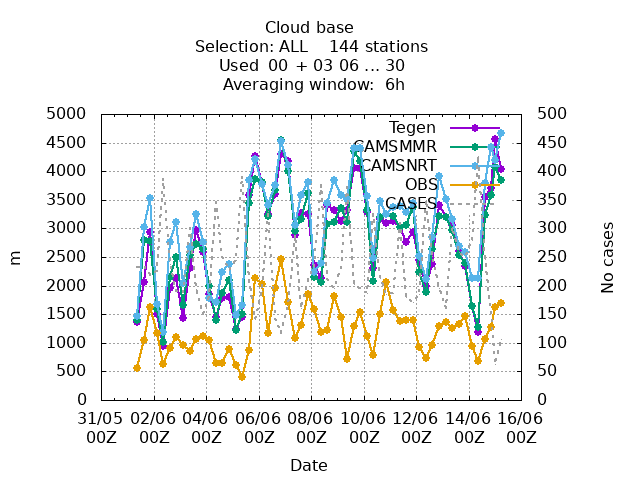 Cloud base
Selection: ALL 144 stations
Used 00 + 03 06 ... 30
Averaging window: 6h
5000
4500
4000
3500
3000
2500
2000
1500
1000
500
0
m
500
450
400
350
300
250
200
150
100
50
0
No cases
Tegen
CAMSMMR
CAMSNRT
OBS
CASES
31/05 02/06 04/06 06/06 08/06 10/06 12/06 14/06 16/06
00Z 00Z 00Z 00Z 00Z 00Z 00Z 00Z 00Z
Date